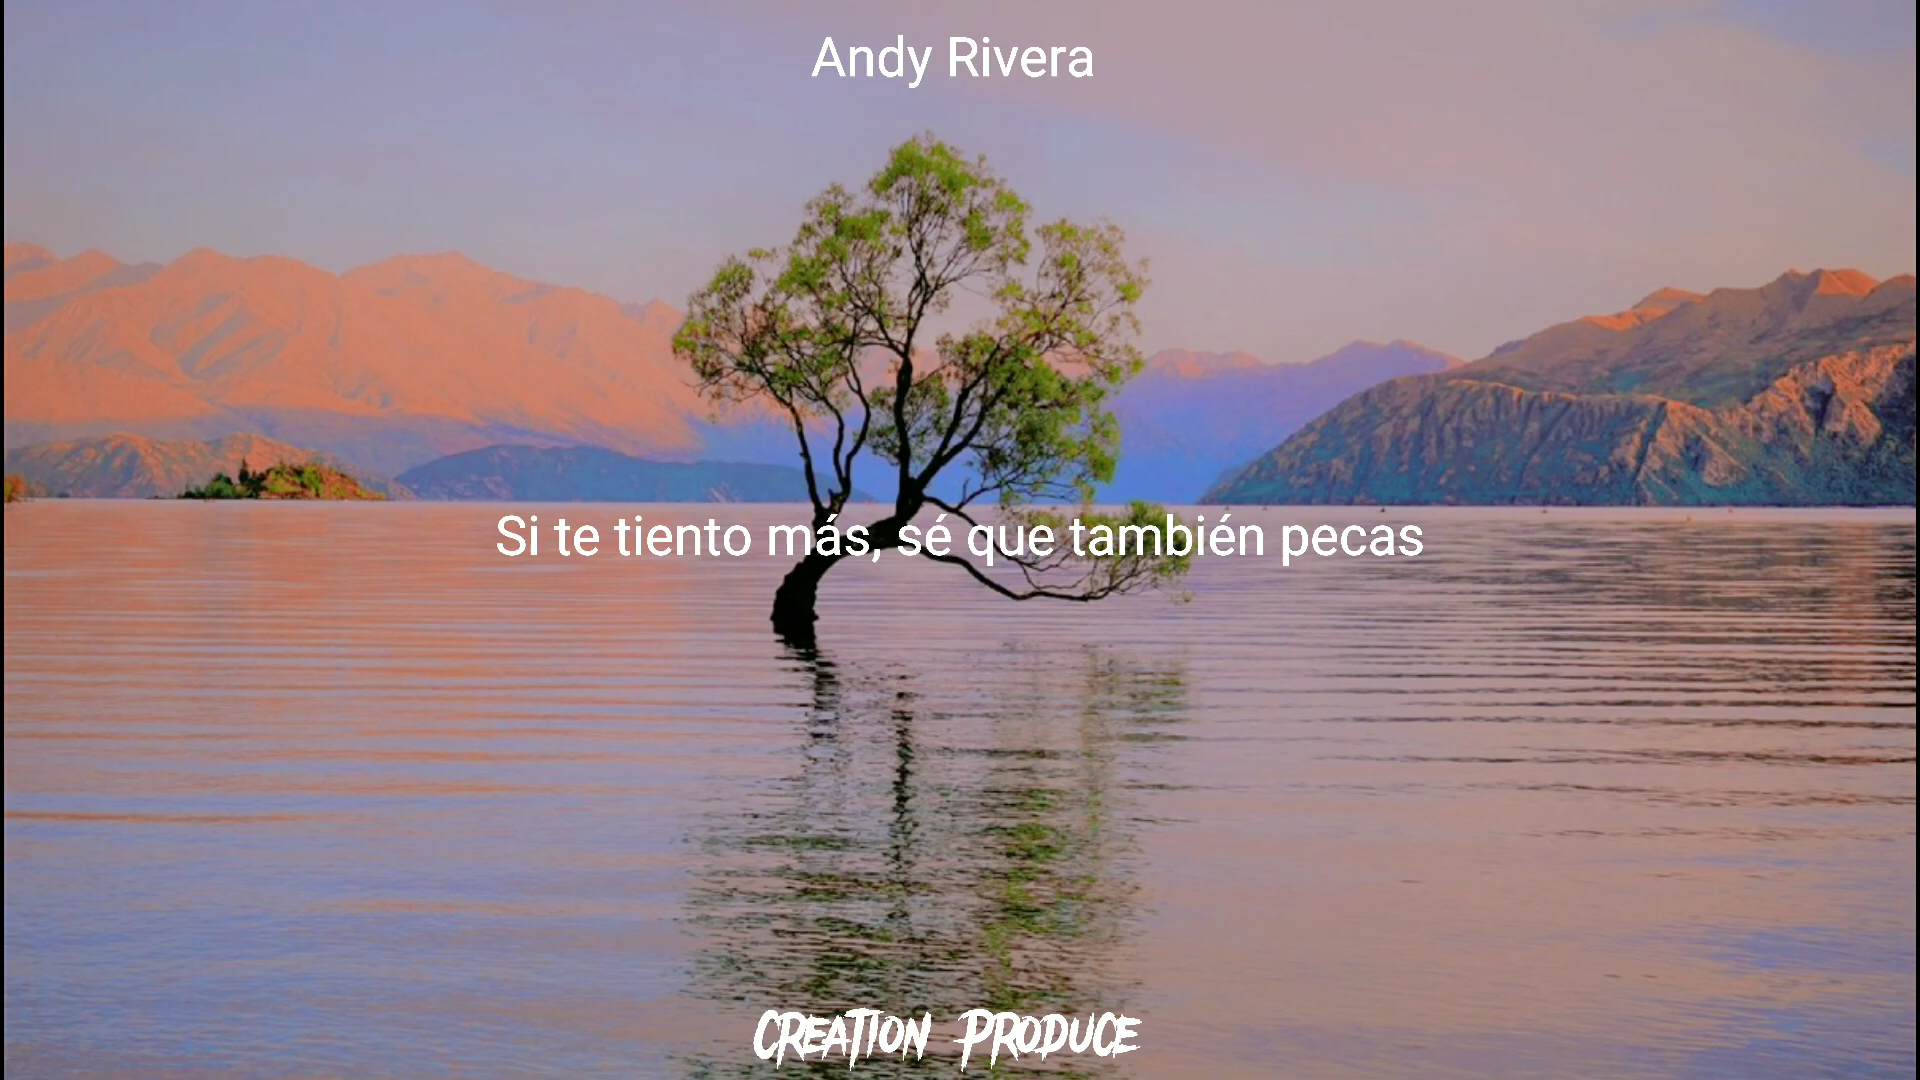 Andy Rivera
Si te tiento más, sé que también pecas
CREATION PRODUCE